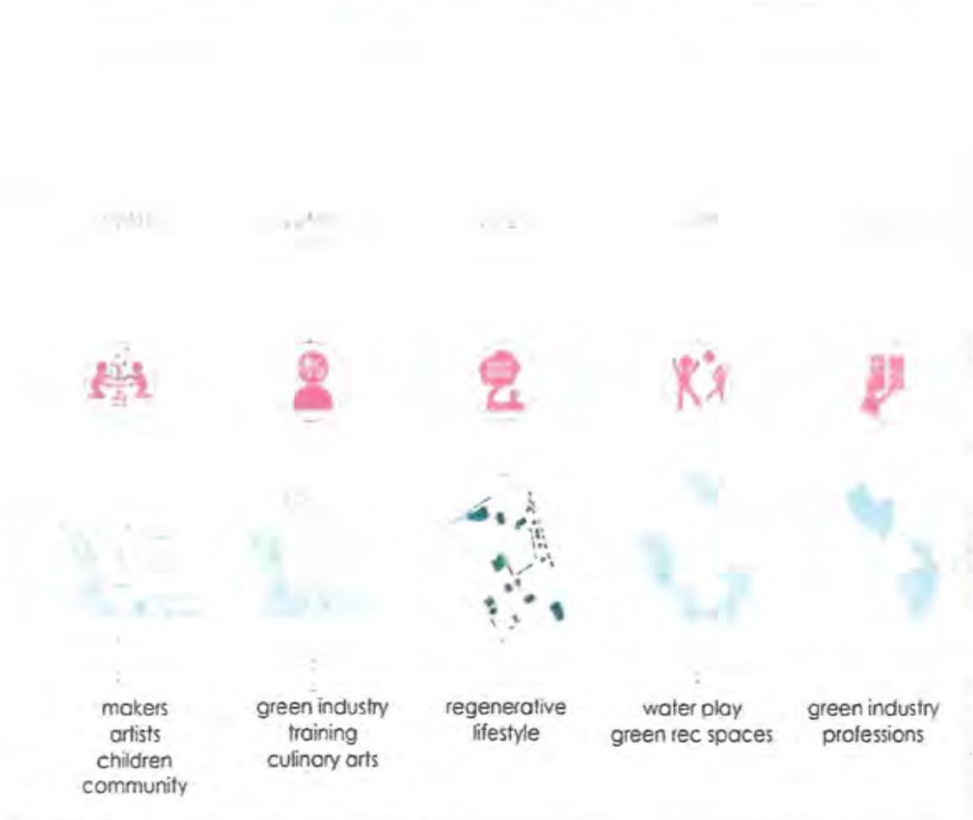 makers
artists
children
community
green industry
training
culinary arts
regenerative
lifestyle
water play
green rec spaces
green industry
professions